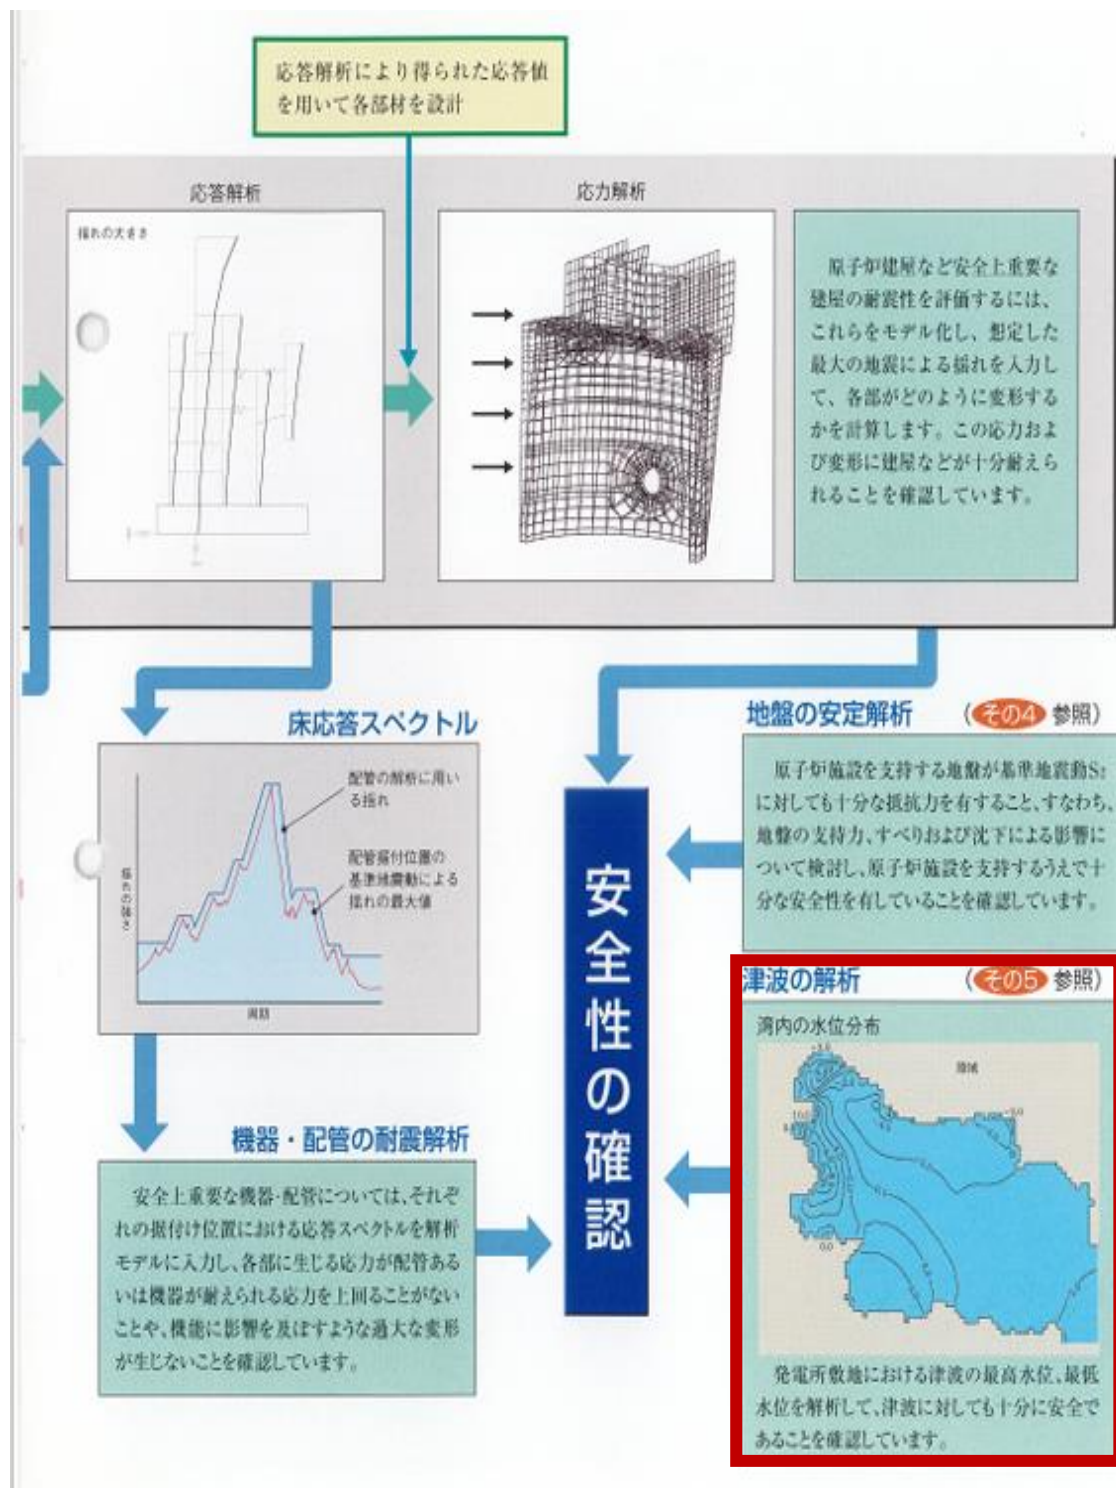 応答解析により得られた応答値
を用いて各部材を設計
応答解析
揺れの大きさ
応力解析
原子炉建屋など安全上重要な
建屋の耐震性を評価するには、
これらをモデル化し、想定した
最大の地震による揺れを入力し
て、各部がどのように変形する
かを計算します。この応力およ
び変形に建屋などが十分耐えら
れることを確認しています。
床応答スペクトル
配管の解析に用い
る揺れ
配管据付位置の
基準地震動による
揺れの最大値
揺れの強さ
周期
機器・配管の耐震解析
安全上重要な機器・配管については、それぞ
れの据付け位置における応答スペクトルを解析
モデルに入力し、各部に生じる応力が配管ある
いは機器が耐えられる応力を上回ることがない
ことや、機能に影響を及ぼすような過大な変形
が生じないことを確認しています。
安全性の確認
地盤の安定解析 (その4 参照)
原子炉施設を支持する地盤が基準地震動S₂
に対しても十分な抵抗力を有すること、すなわち、
地盤の支持力、すべりおよび沈下による影響に
ついて検討し、原子炉施設を支持するうえで十
分な安全性を有していることを確認しています。
津波の解析 (その5 参照)
湾内の水位分布
陸域
発電所敷地における津波の最高水位、最低
水位を解析して、津波に対しても十分に安全で
あることを確認しています。